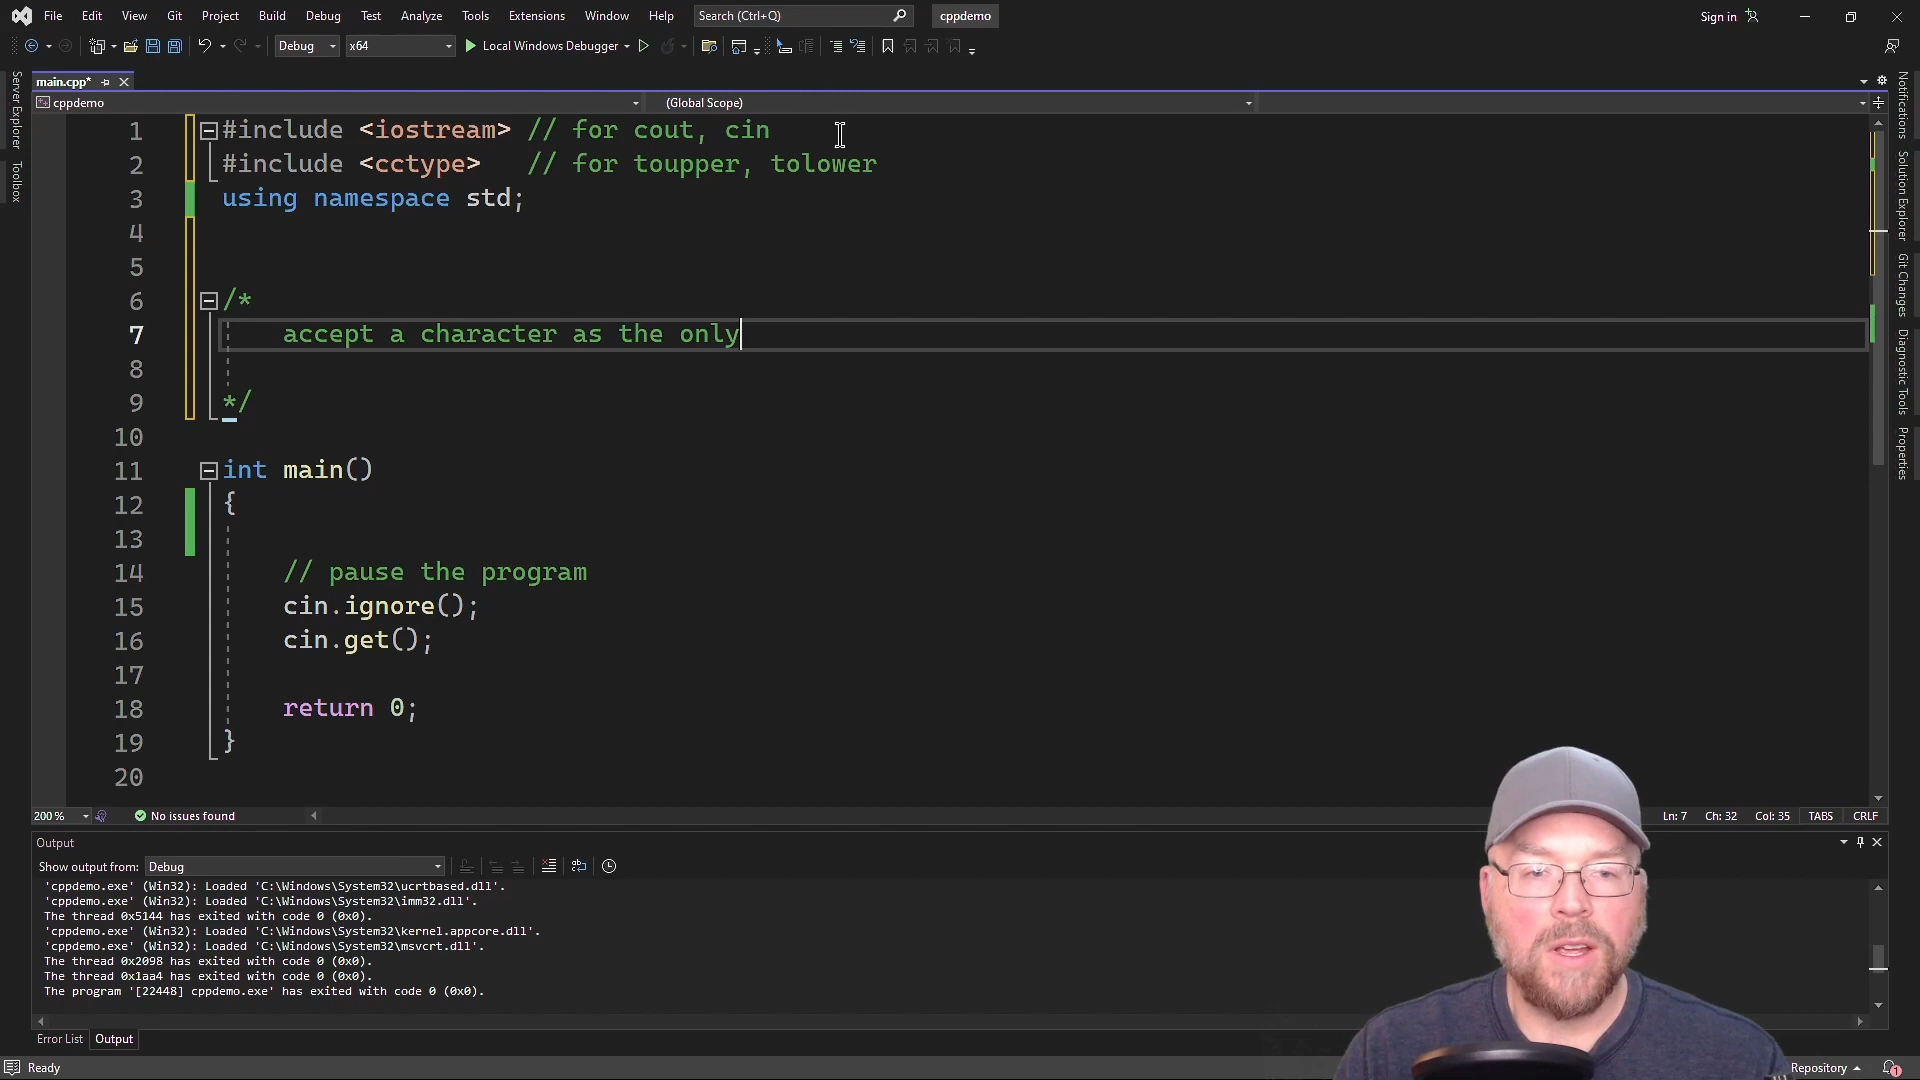 File Edit View Git Project Build Debug Test Analyze Tools Extensions Window Help Search (Ctrl+Q) cppdemo Sign in
Debug x64 Local Windows Debugger
main.cpp*
cppdemo (Global Scope)
1 #include <iostream> // for cout, cin
2 #include <cctype> // for toupper, tolower
3 using namespace std;
4
5
6 /*
7 accept a character as the only
8
9 */
10
11 int main()
12 {
13
14 // pause the program
15 cin.ignore();
16 cin.get();
17
18 return 0;
19 }
20
200 % No issues found Ln: 7 Ch: 32 Col: 35 TABS CRLF
Output
Show output from: Debug
'cppdemo.exe' (Win32): Loaded 'C:\Windows\System32\ucrtbased.dll'.
'cppdemo.exe' (Win32): Loaded 'C:\Windows\System32\imm32.dll'.
The thread 0x5144 has exited with code 0 (0x0).
'cppdemo.exe' (Win32): Loaded 'C:\Windows\System32\kernel.appcore.dll'.
'cppdemo.exe' (Win32): Loaded 'C:\Windows\System32\msvcrt.dll'.
The thread 0x2098 has exited with code 0 (0x0).
The thread 0x1aa4 has exited with code 0 (0x0).
The program '[22448] cppdemo.exe' has exited with code 0 (0x0).
Error List Output
Ready Repository 1
Server Explorer
Toolbox
Notifications
Solution Explorer
Git Changes
Diagnostic Tools
Properties